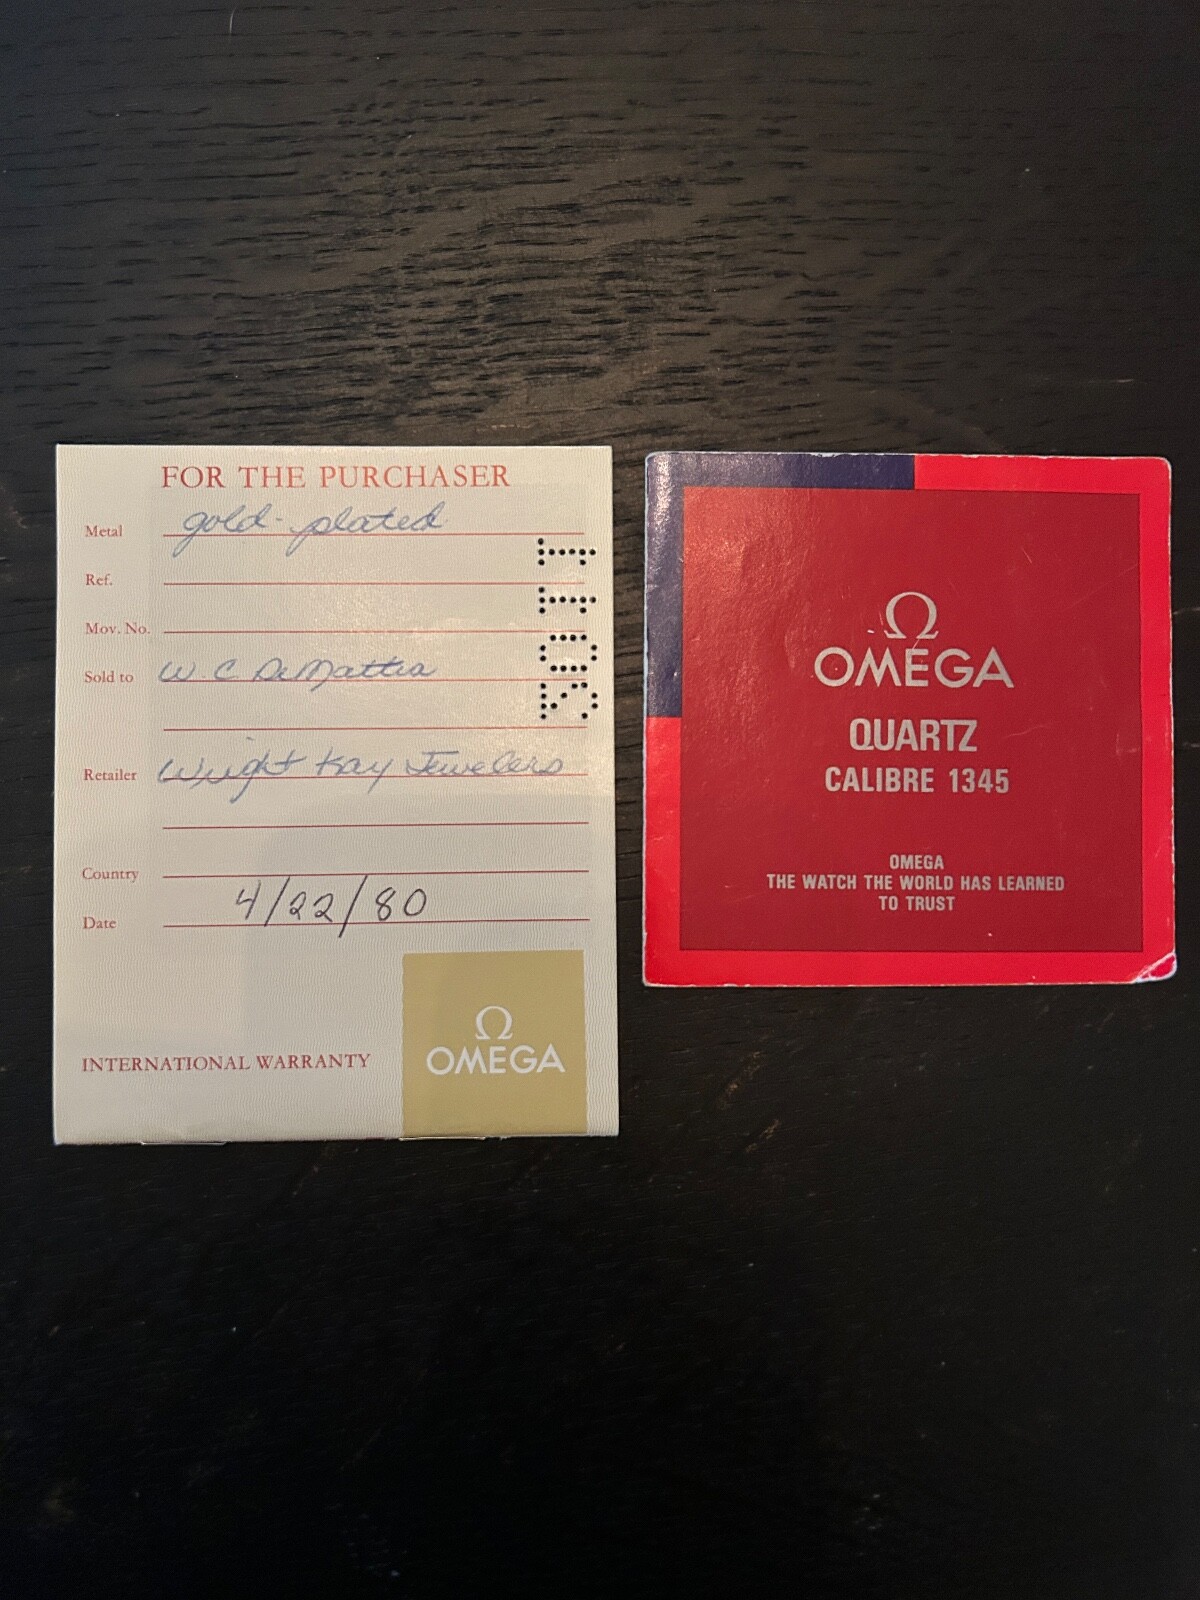 FOR THE PURCHASER
Metal gold-plated
Ref.
Mov. No.
Sold to W. C DeMattia
Retailer Wright Kay Jewelers
Country
Date 4/22/80
INTERNATIONAL WARRANTY
Ω
OMEGA
5011
Ω
OMEGA
QUARTZ
CALIBRE 1345
OMEGA
THE WATCH THE WORLD HAS LEARNED
TO TRUST